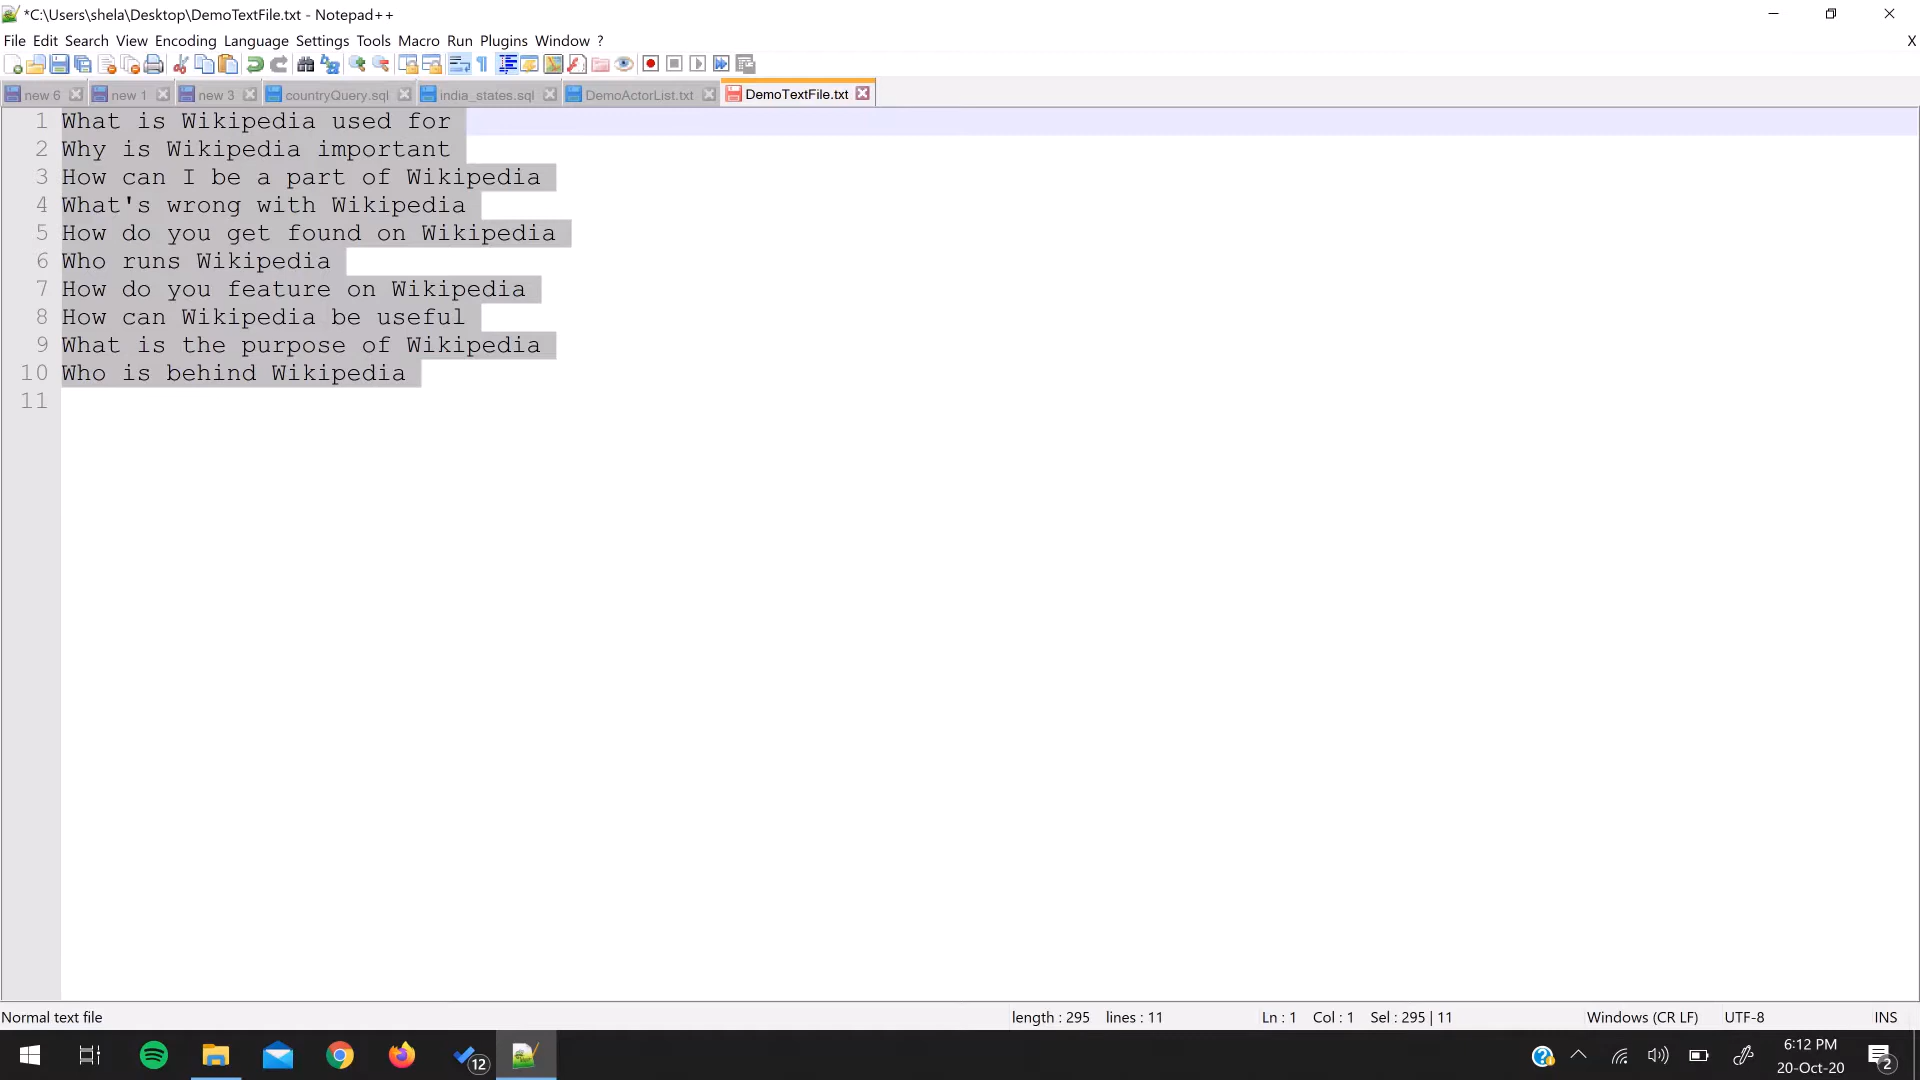 *C:\Users\shela\Desktop\DemoTextFile.txt - Notepad++
File Edit Search View Encoding Language Settings Tools Macro Run Plugins Window ? X
new 6 new 1 new 3 countryQuery.sql india_states.sql DemoActorList.txt DemoTextFile.txt
1 What is Wikipedia used for
2 Why is Wikipedia important
3 How can I be a part of Wikipedia
4 What's wrong with Wikipedia
5 How do you get found on Wikipedia
6 Who runs Wikipedia
7 How do you feature on Wikipedia
8 How can Wikipedia be useful
9 What is the purpose of Wikipedia
10 Who is behind Wikipedia
11
Normal text file length : 295 lines : 11 Ln : 1 Col : 1 Sel : 295 | 11 Windows (CR LF) UTF-8 INS
12 6:12 PM
20-Oct-20 2